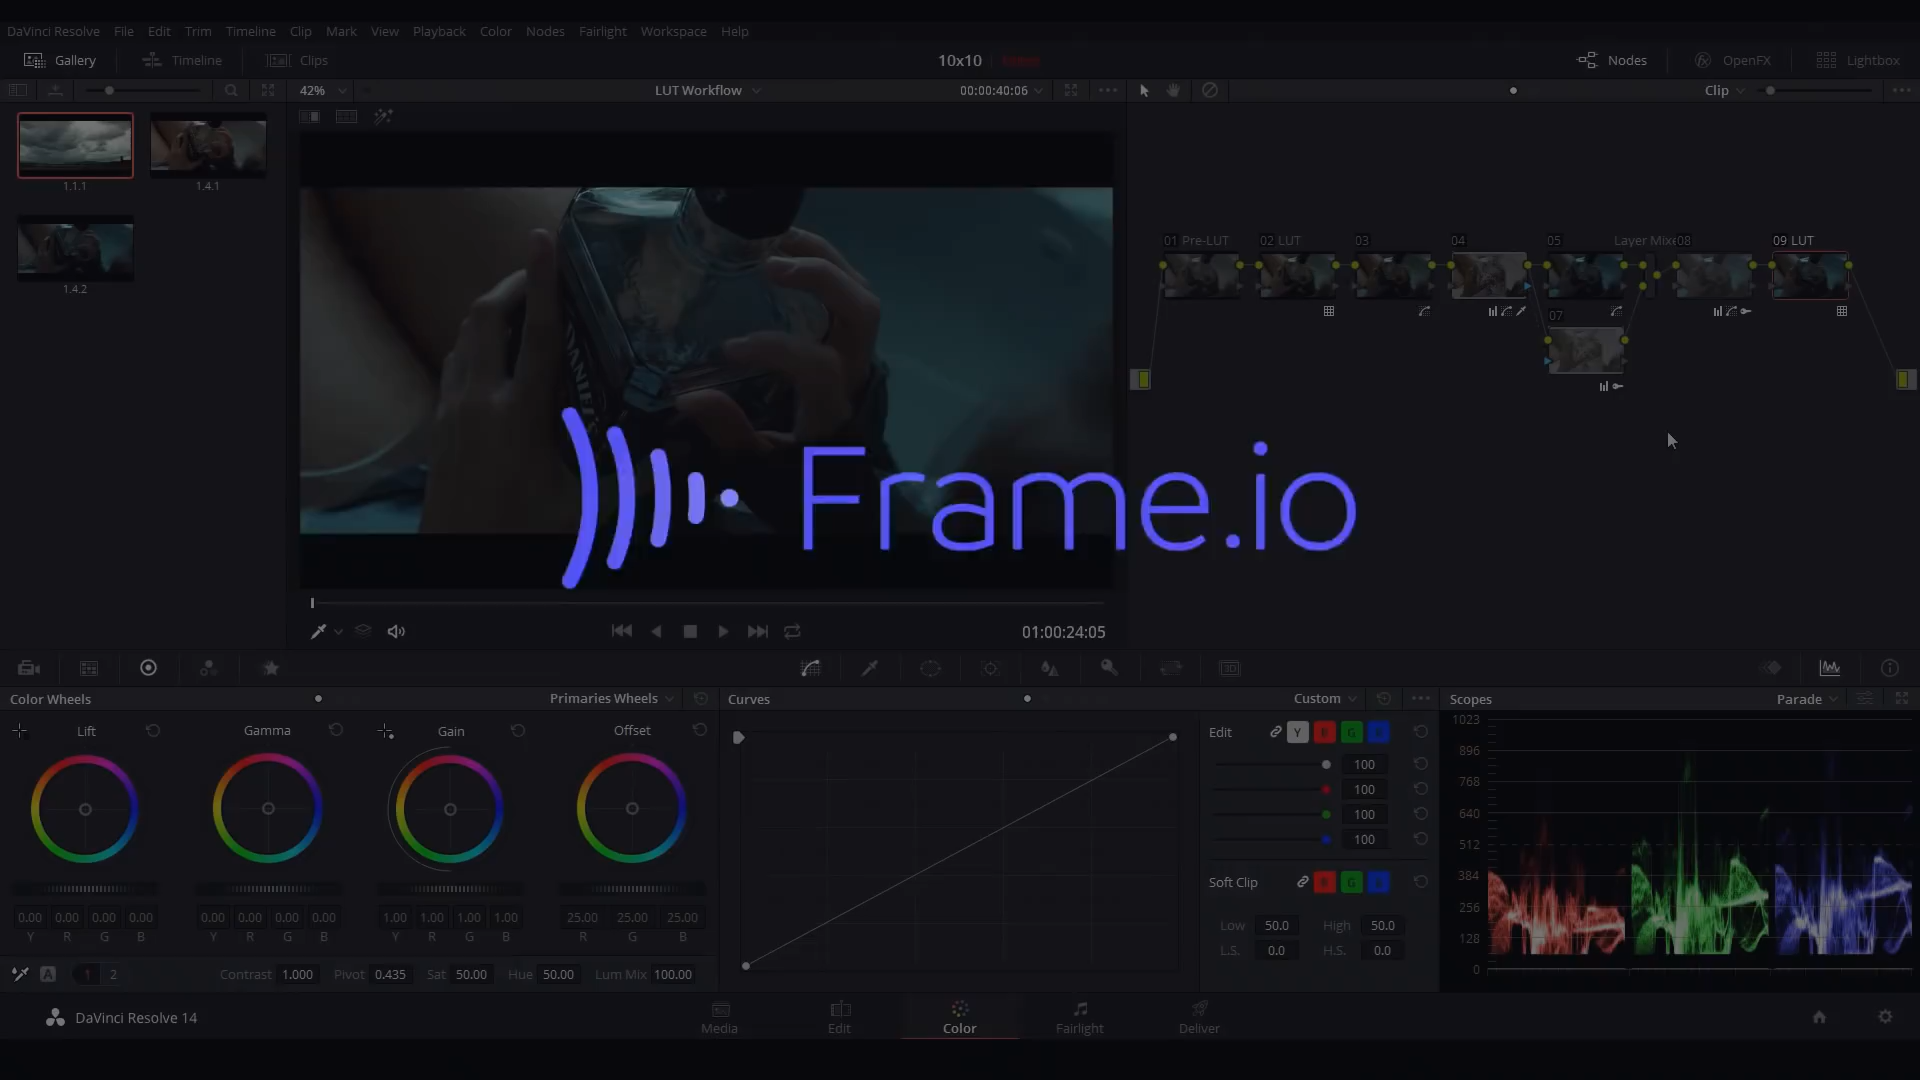 DaVinci Resolve File Edit Trim Timeline Clip Mark View Playback Color Nodes Fairlight Workspace Help
Gallery Timeline Clips 10x10 Nodes OpenFX Lightbox
42% LUT Workflow 00:00:40:06 Clip
1.1.1 1.4.1
1.4.2
01 Pre-LUT 02 LUT 03 04 05 Layer Mixe 08 09 LUT
07
Frame.io
01:00:24:05
Color Wheels Primaries Wheels Curves Custom Scopes Parade
Lift Gamma Gain Offset
Edit Y R G
100
100
100
100
Soft Clip R G
Low 50.0 High 50.0
L.S. 0.0 H.S. 0.0
1023
896
768
640
512
384
256
128
0
0.00 0.00 0.00 0.00 0.00 0.00 0.00 0.00 1.00 1.00 1.00 1.00 25.00 25.00 25.00
Y R G B Y R G B Y R G B R G B
A 1 2 Contrast 1.000 Pivot 0.435 Sat 50.00 Hue 50.00 Lum Mix 100.00
DaVinci Resolve 14
Media Edit Color Fairlight Deliver